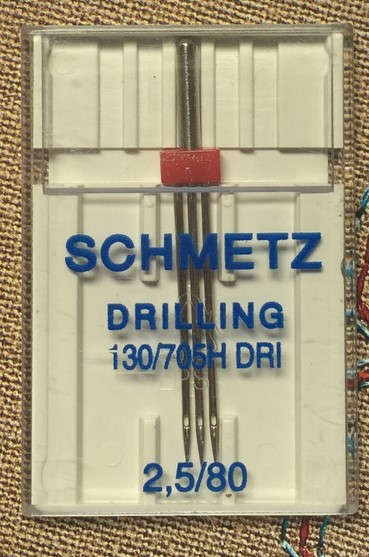 SCHMETZ
DRILLING
130/705H DRI
2,5/80